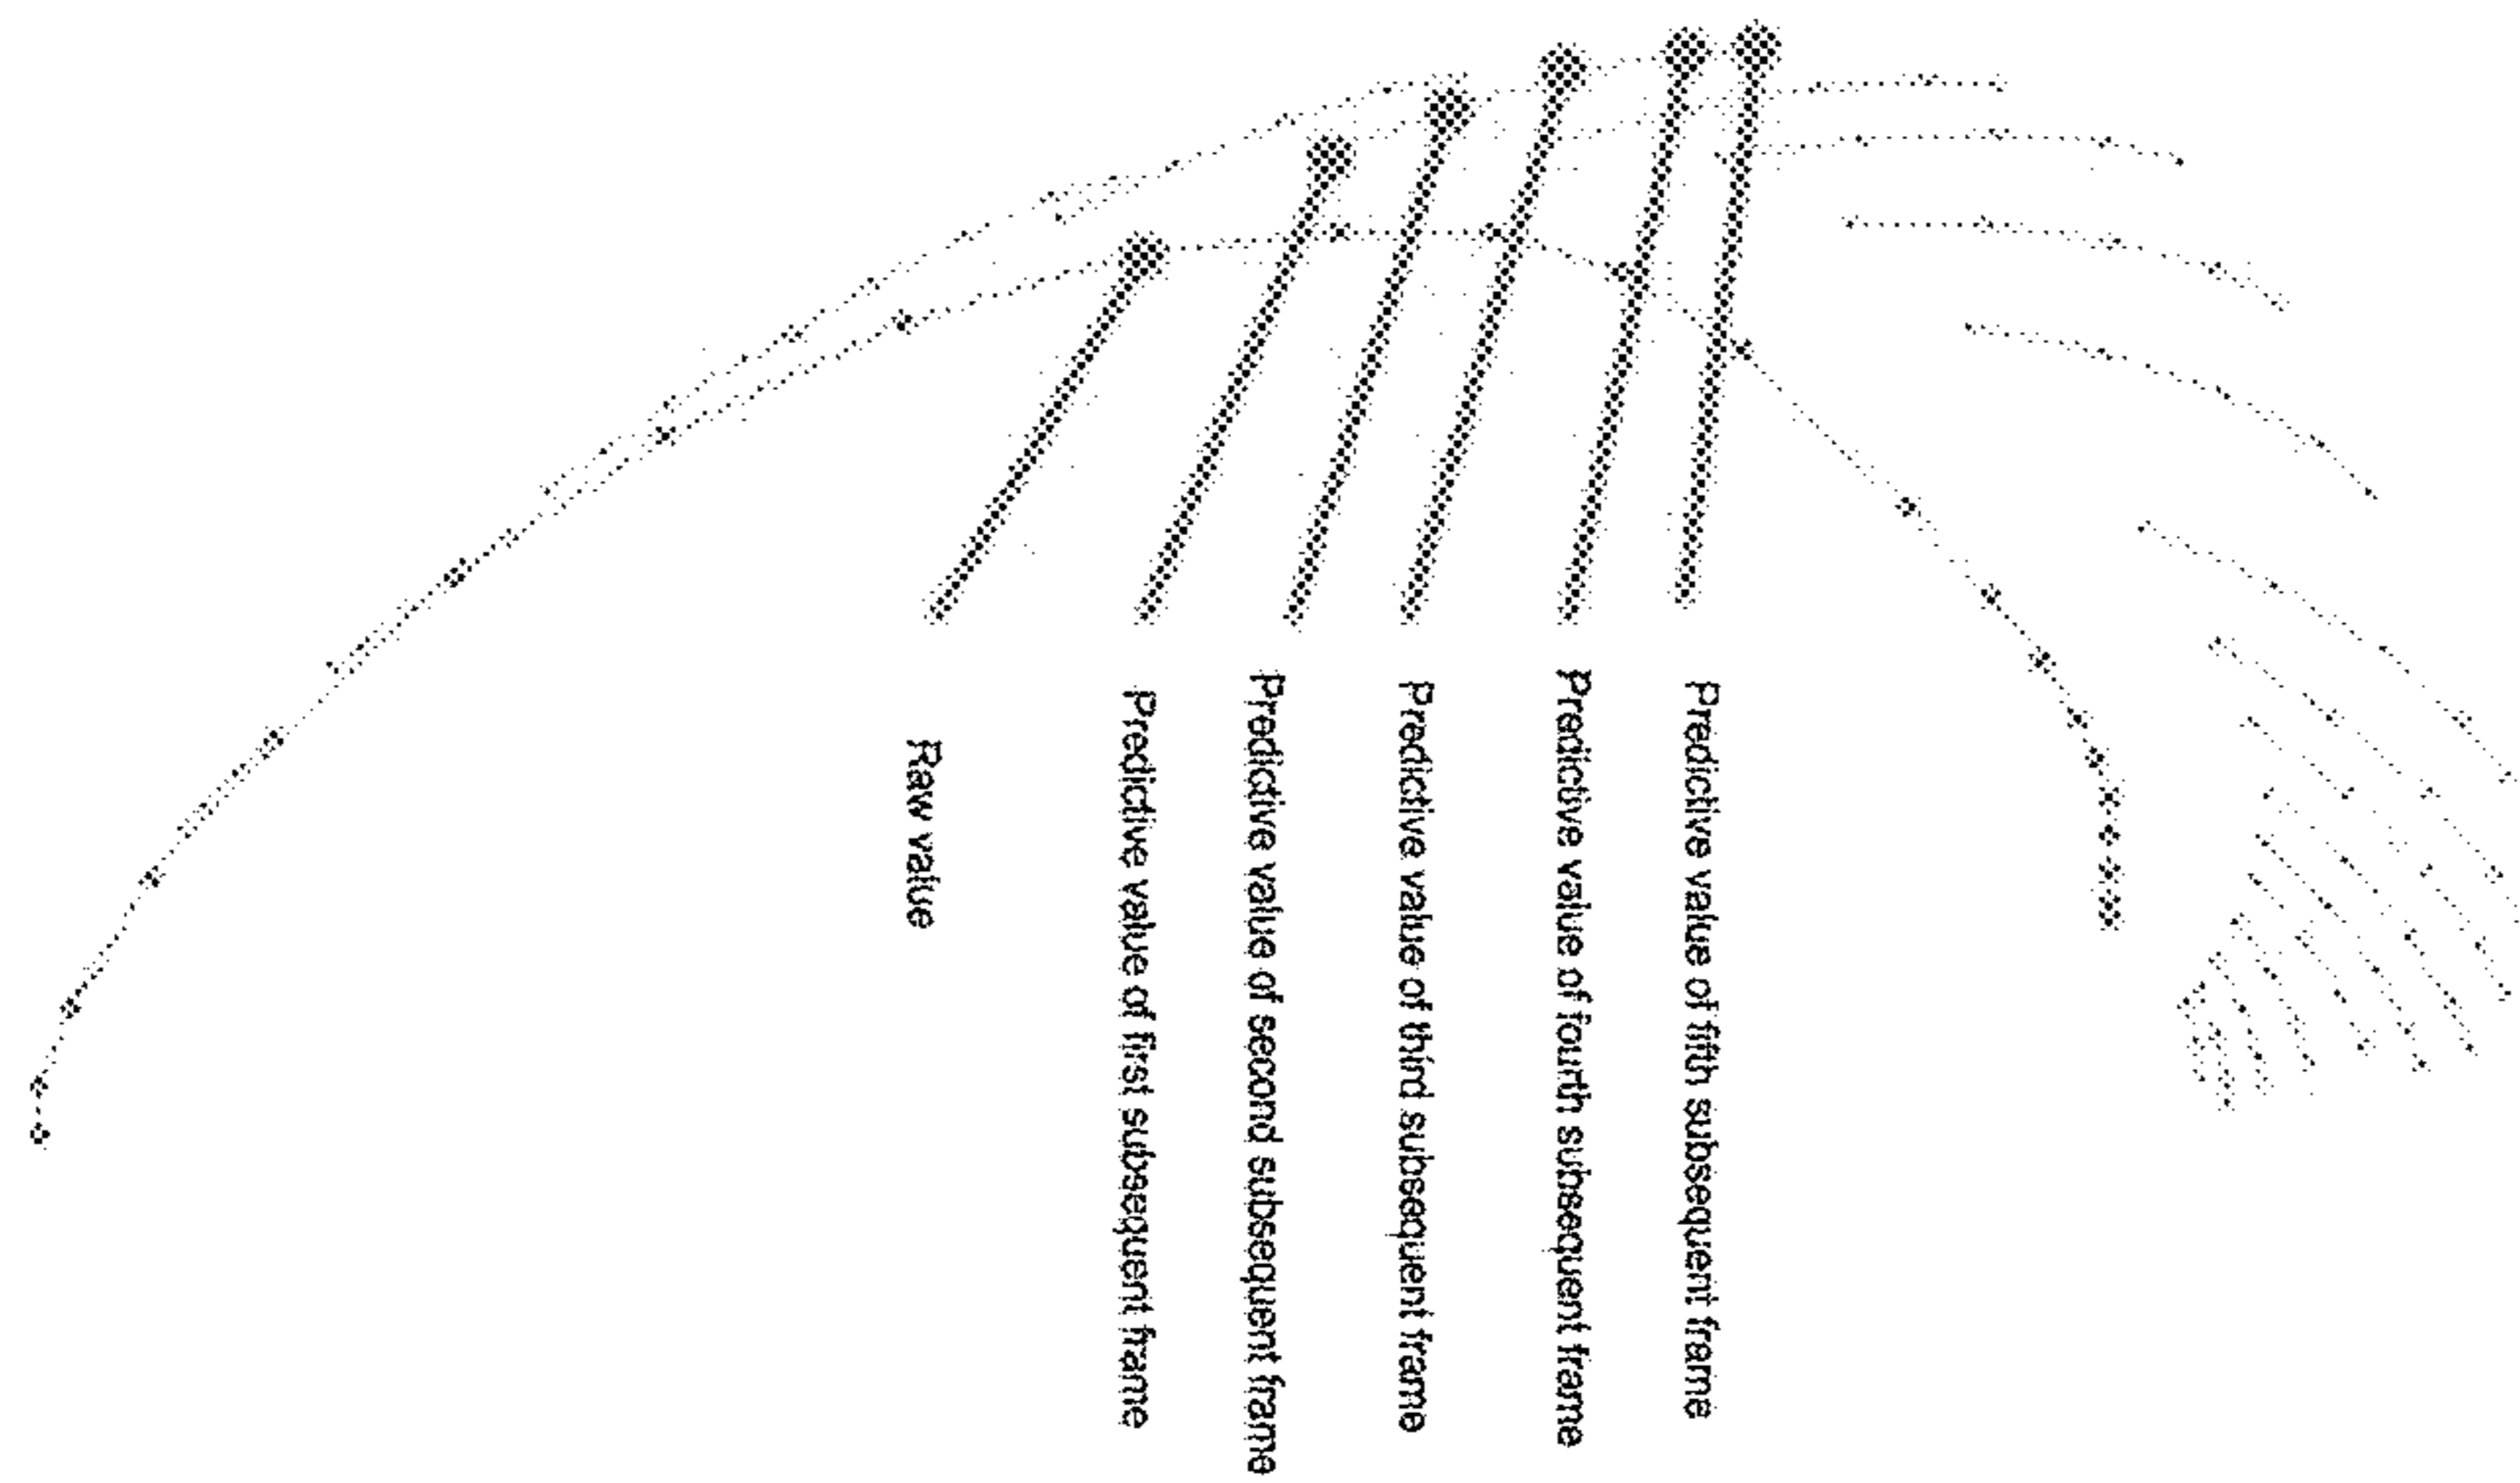 Raw value
Predictive value of first subsequent frame
Predictive value of second subsequent frame
Predictive value of third subsequent frame
Predictive value of fourth subsequent frame
Predictive value of fifth subsequent frame